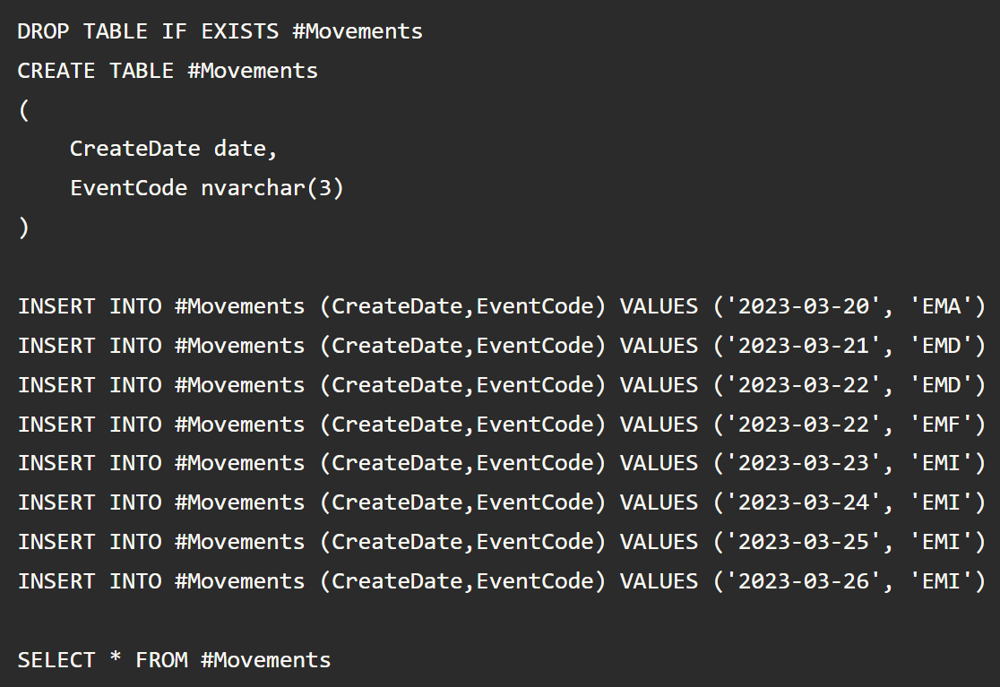 DROP TABLE IF EXISTS #Movements
CREATE TABLE #Movements
(
    CreateDate date,
    EventCode nvarchar(3)
)

INSERT INTO #Movements (CreateDate,EventCode) VALUES ('2023-03-20', 'EMA')
INSERT INTO #Movements (CreateDate,EventCode) VALUES ('2023-03-21', 'EMD')
INSERT INTO #Movements (CreateDate,EventCode) VALUES ('2023-03-22', 'EMD')
INSERT INTO #Movements (CreateDate,EventCode) VALUES ('2023-03-22', 'EMF')
INSERT INTO #Movements (CreateDate,EventCode) VALUES ('2023-03-23', 'EMI')
INSERT INTO #Movements (CreateDate,EventCode) VALUES ('2023-03-24', 'EMI')
INSERT INTO #Movements (CreateDate,EventCode) VALUES ('2023-03-25', 'EMI')
INSERT INTO #Movements (CreateDate,EventCode) VALUES ('2023-03-26', 'EMI')

SELECT * FROM #Movements